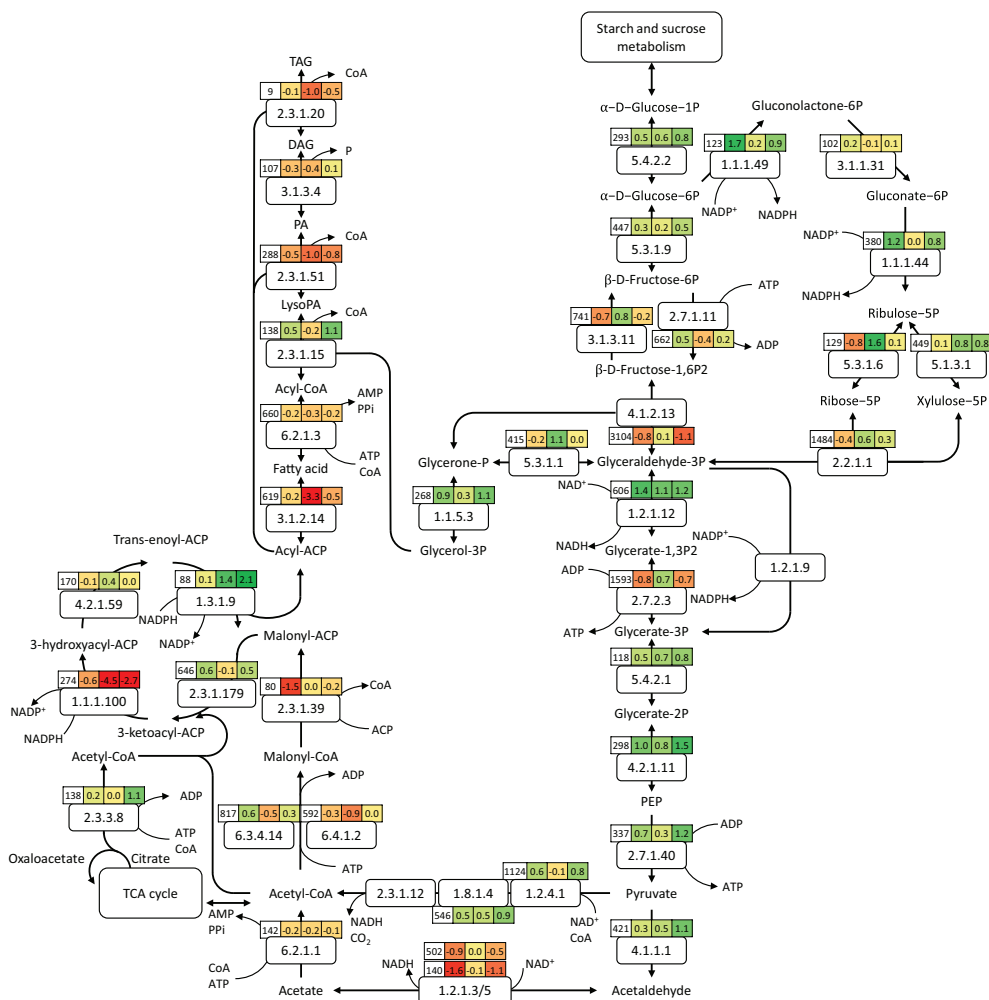 Starch and sucrose
metabolism
TAG
CoA
9 -0.1 -1.0 -0.5
2.3.1.20
DAG
P
107 -0.3 -0.4 0.1
3.1.3.4
PA
CoA
288 -0.5 -1.0 -0.8
2.3.1.51
LysoPA
CoA
138 0.5 -0.2 1.1
2.3.1.15
Acyl-CoA
AMP
PPi
660 -0.2 -0.3 -0.2
6.2.1.3
ATP
CoA
Fatty acid
619 -0.2 -3.3 -0.5
3.1.2.14
Acyl-ACP
α–D–Glucose–1P
293 0.5 0.6 0.8
5.4.2.2
α–D–Glucose–6P
447 0.3 0.2 0.5
5.3.1.9
β-D-Fructose-6P
Gluconolactone-6P
123 1.7 0.2 0.9
1.1.1.49
NADP+
NADPH
102 0.2 -0.1 0.1
3.1.1.31
Gluconate–6P
NADP+
380 1.2 0.0 0.8
1.1.1.44
NADPH
Ribulose–5P
129 -0.8 1.6 0.1
5.3.1.6
449 0.1 0.8 0.8
5.1.3.1
Ribose–5P
Xylulose–5P
1484 -0.4 0.6 0.3
2.2.1.1
741 -0.7 0.8 -0.2
3.1.3.11
ATP
2.7.1.11
662 0.5 -0.4 0.2
ADP
β-D-Fructose-1,6P2
4.1.2.13
3104 -0.8 0.1 -1.1
Glycerone-P
415 -0.2 1.1 0.0
5.3.1.1
Glyceraldehyde-3P
268 0.9 0.3 1.1
1.1.5.3
Glycerol-3P
NAD+
606 1.4 1.1 1.2
1.2.1.12
NADH
Glycerate-1,3P2
NADP+
1.2.1.9
NADPH
ADP
1593 -0.8 0.7 -0.7
2.7.2.3
ATP
Glycerate-3P
118 0.5 0.7 0.8
5.4.2.1
Glycerate-2P
298 1.0 0.8 1.5
4.2.1.11
PEP
337 0.7 0.3 1.2
2.7.1.40
ADP
ATP
Pyruvate
421 0.3 0.5 1.1
4.1.1.1
Acetaldehyde
Trans-enoyl-ACP
170 -0.1 0.4 0.0
4.2.1.59
88 0.1 1.4 2.1
1.3.1.9
NADPH
NADP+
3-hydroxyacyl-ACP
274 -0.6 -4.5 -2.7
1.1.1.100
NADP+
NADPH
3-ketoacyl-ACP
Malonyl-ACP
646 0.6 -0.1 0.5
2.3.1.179
80 -1.5 0.0 -0.2
2.3.1.39
CoA
ACP
Malonyl-CoA
ADP
817 0.6 -0.5 0.3
6.3.4.14
592 -0.3 -0.9 0.0
6.4.1.2
ATP
Acetyl-CoA
138 0.2 0.0 1.1
2.3.3.8
ADP
ATP
CoA
Oxaloacetate
Citrate
TCA cycle
Acetyl-CoA
2.3.1.12
1.8.1.4
1.2.4.1
1124 0.6 -0.1 0.8
546 0.5 0.5 0.9
NADH
CO2
NAD+
CoA
AMP
PPi
142 -0.2 -0.2 -0.1
6.2.1.1
CoA
ATP
Acetate
502 -0.9 0.0 -0.5
140 -1.6 -0.1 -1.1
NADH
NAD+
1.2.1.3/5